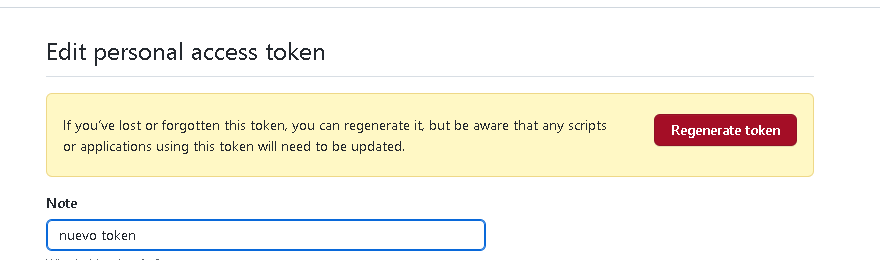 Edit personal access token
If you've lost or forgotten this token, you can regenerate it, but be aware that any scripts
or applications using this token will need to be updated.
Regenerate token
Note
nuevo token